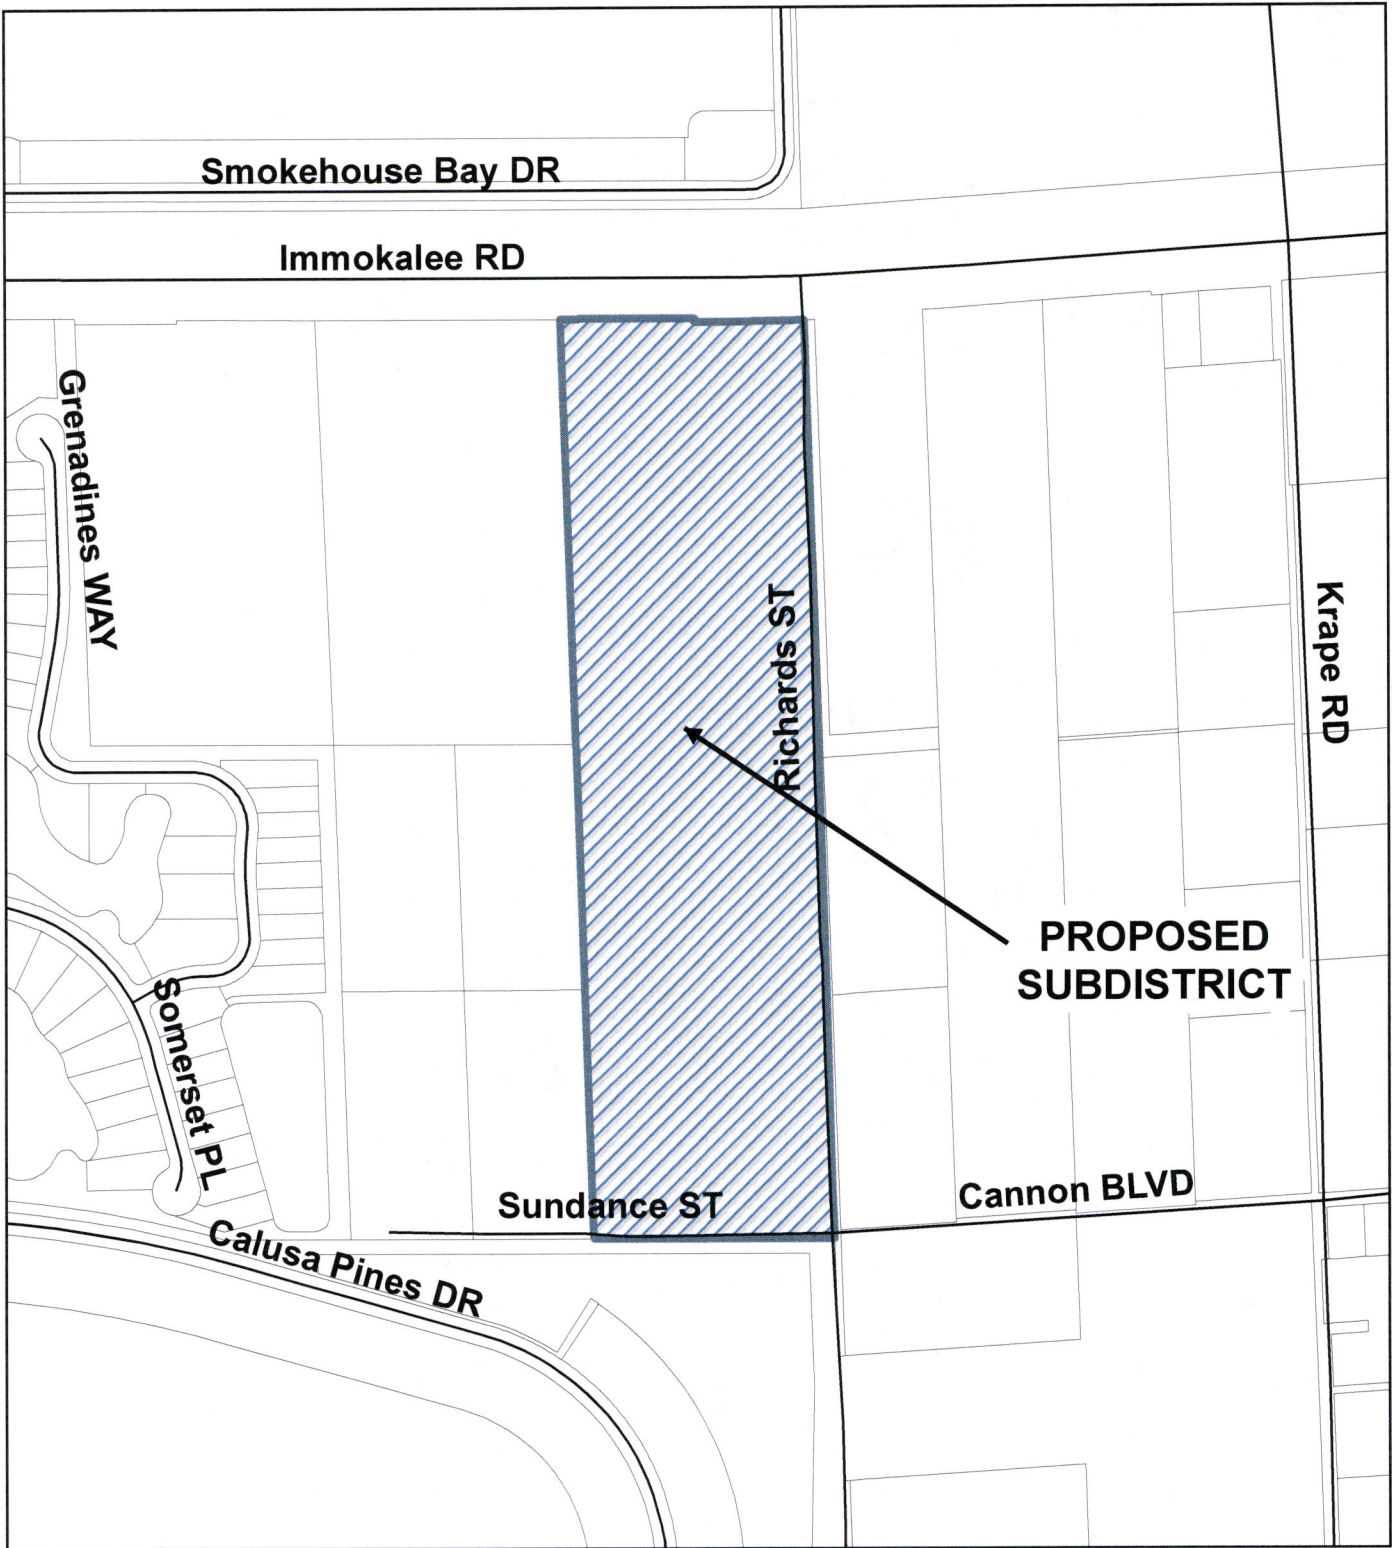 Smokehouse Bay DR
Immokalee RD
Grenadines WAY
Richards ST
Krape RD
PROPOSED
SUBDISTRICT
Somerset PL
Sundance ST
Cannon BLVD
Calusa Pines DR